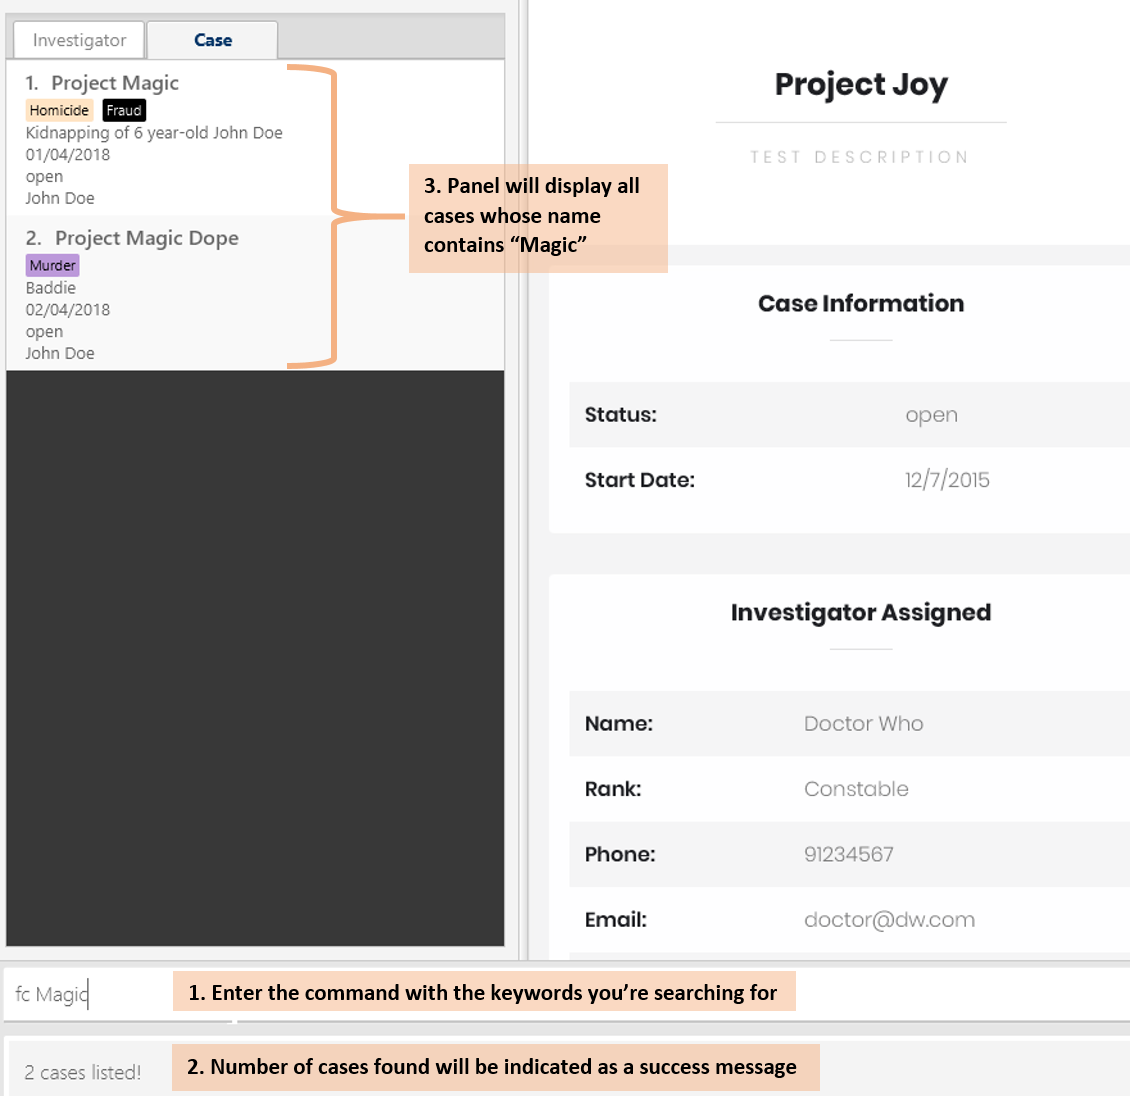 Investigator
Case
1. Project Magic
Homicide Fraud
Kidnapping of 6 year-old John Doe
01/04/2018
open
John Doe
2. Project Magic Dope
Murder
Baddie
02/04/2018
open
John Doe
3. Panel will display all
cases whose name
contains “Magic”
Project Joy
TEST DESCRIPTION
Case Information
Status: open
Start Date: 12/7/2015
Investigator Assigned
Name: Doctor Who
Rank: Constable
Phone: 91234567
Email: doctor@dw.com
fc Magic
1. Enter the command with the keywords you’re searching for
2 cases listed!
2. Number of cases found will be indicated as a success message